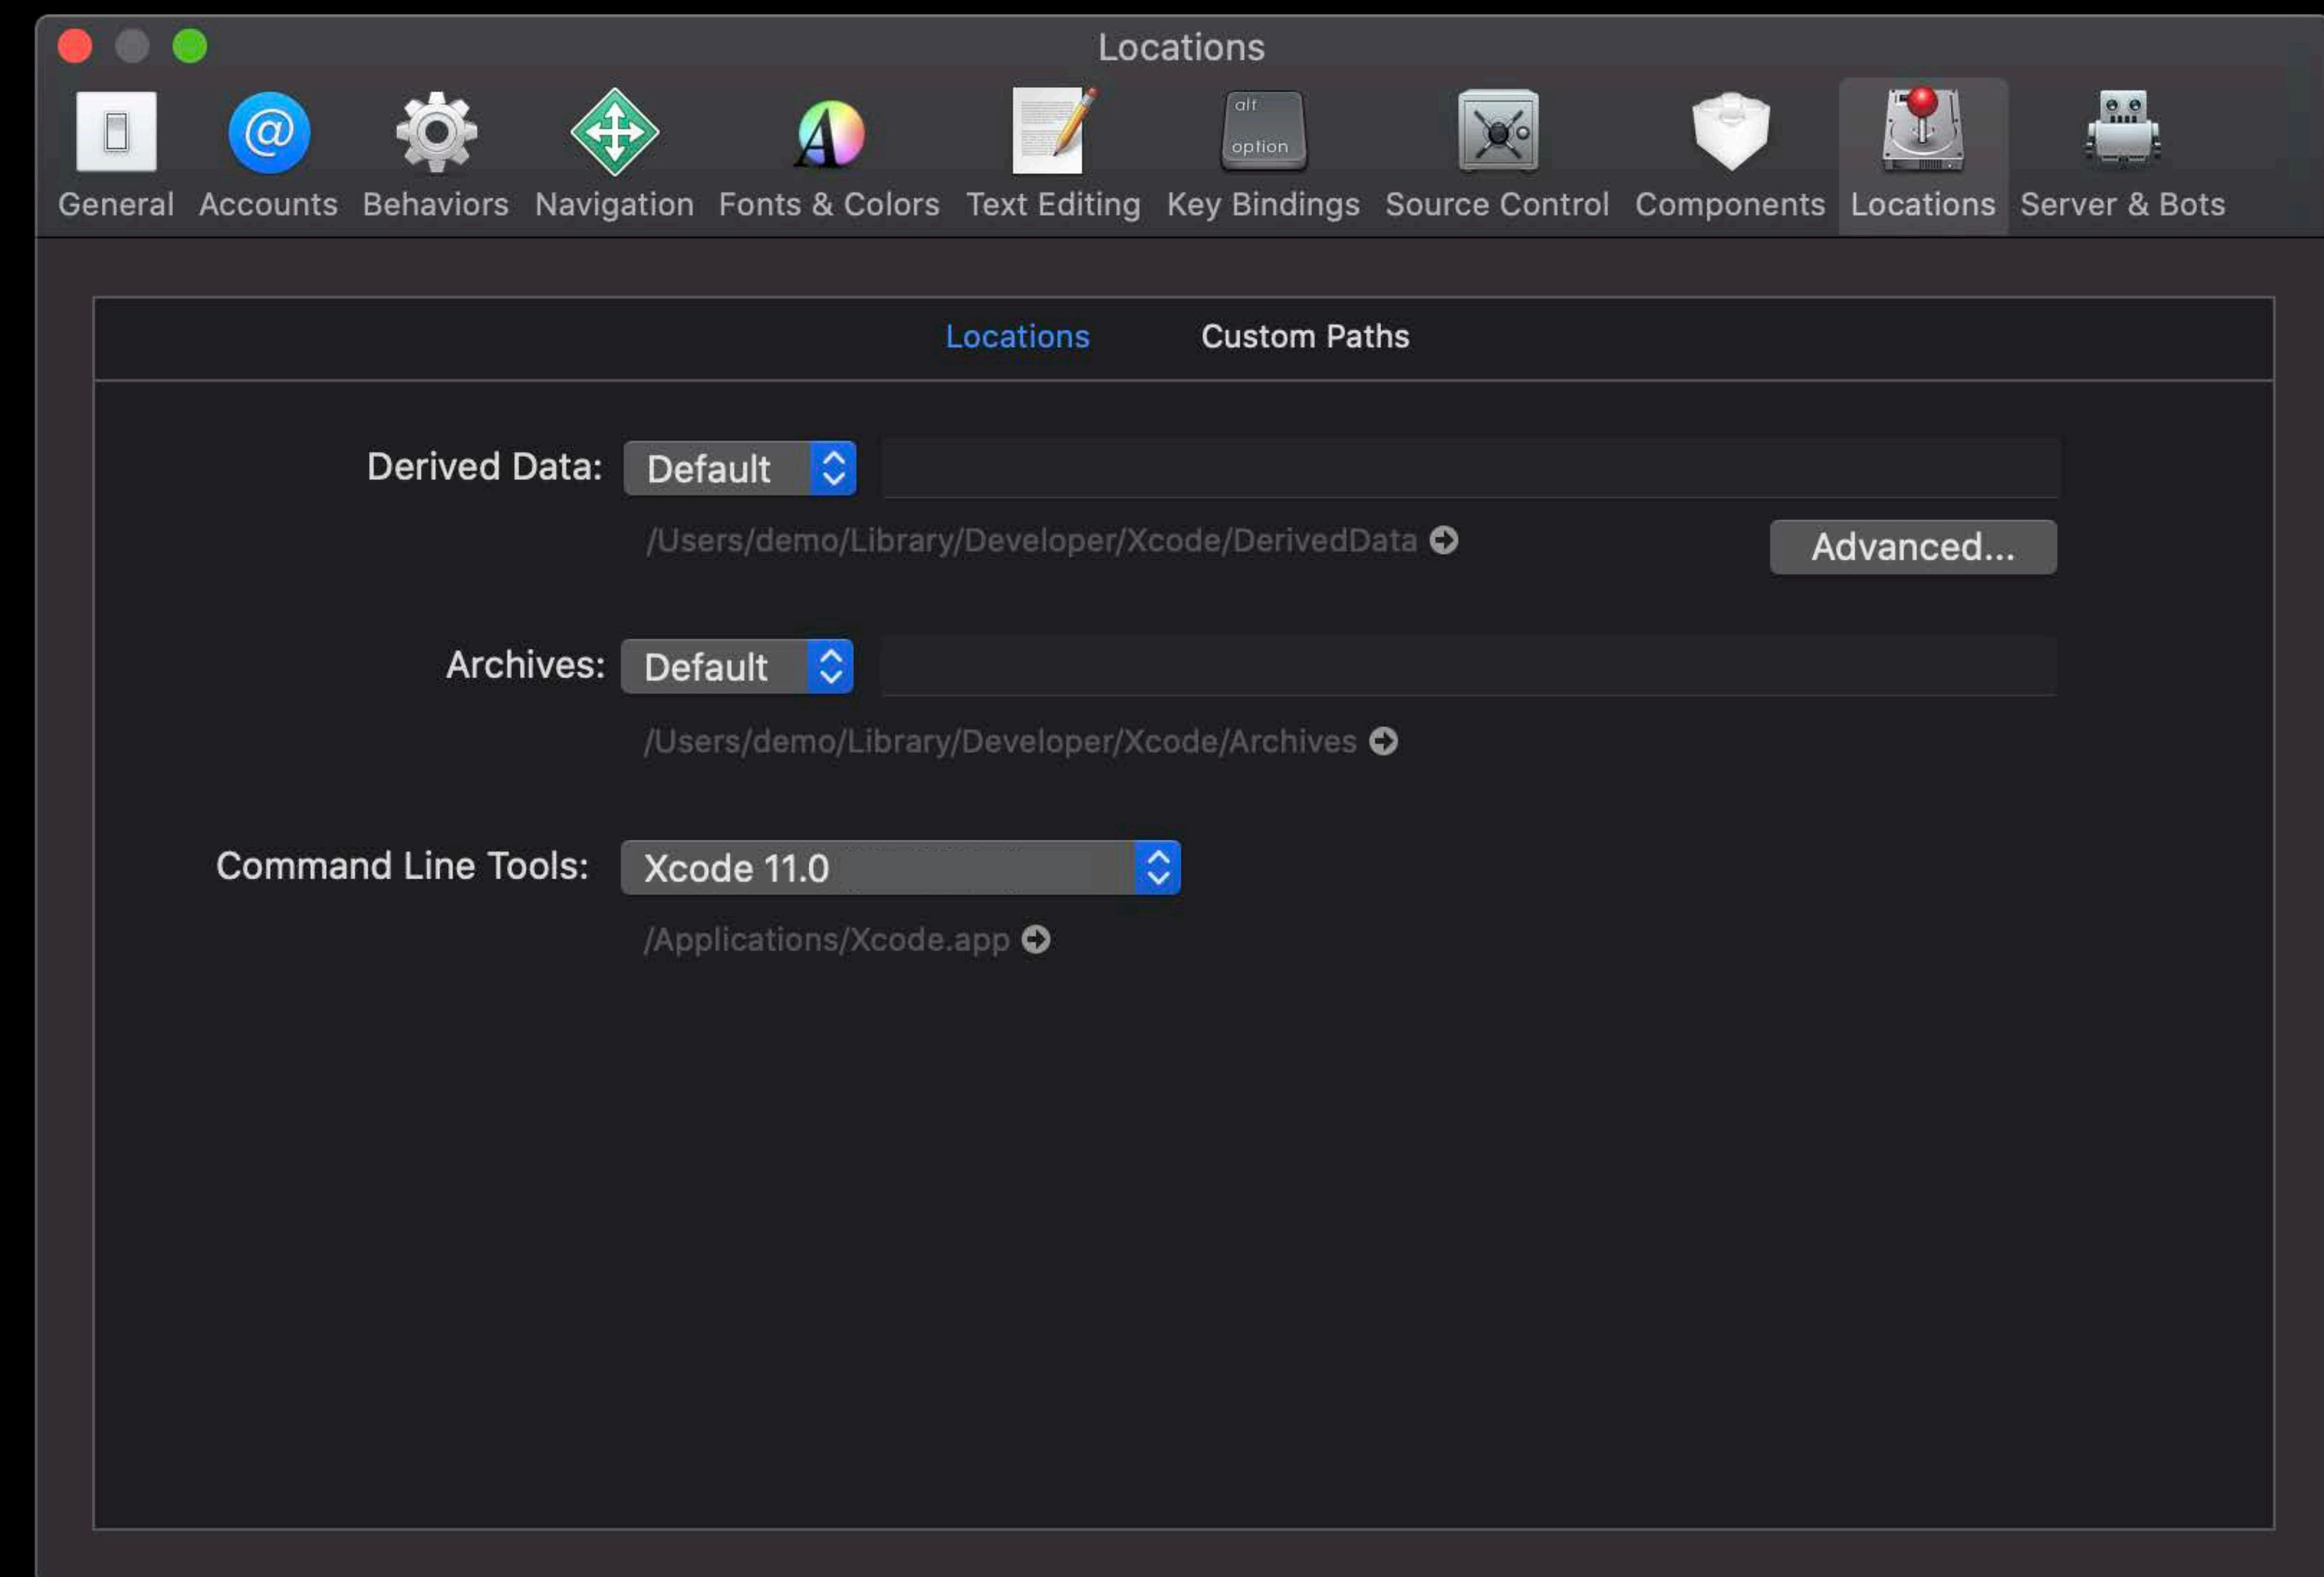 Locations
alt
option
General Accounts Behaviors Navigation Fonts & Colors Text Editing Key Bindings Source Control Components Locations Server & Bots
Locations Custom Paths
Derived Data: Default
/Users/demo/Library/Developer/Xcode/DerivedData
Advanced...
Archives: Default
/Users/demo/Library/Developer/Xcode/Archives
Command Line Tools: Xcode 11.0
/Applications/Xcode.app